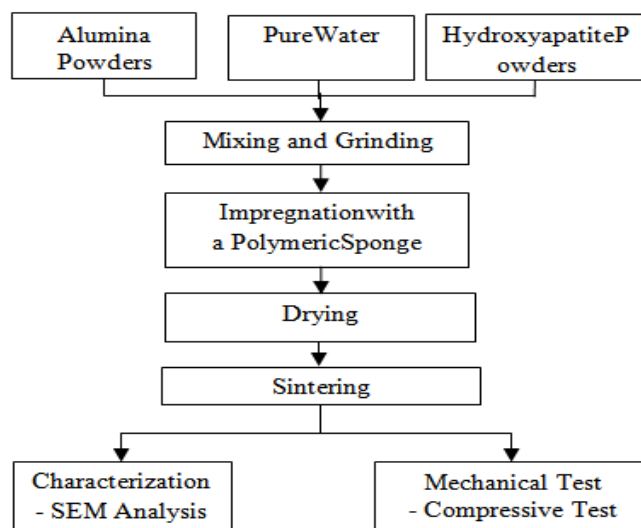 Alumina
Powders
PureWater
HydroxyapatiteP
owders
Mixing and Grinding
Impregnationwith
a PolymericSponge
Drying
Sintering
Characterization
- SEM Analysis
Mechanical Test
- Compressive Test